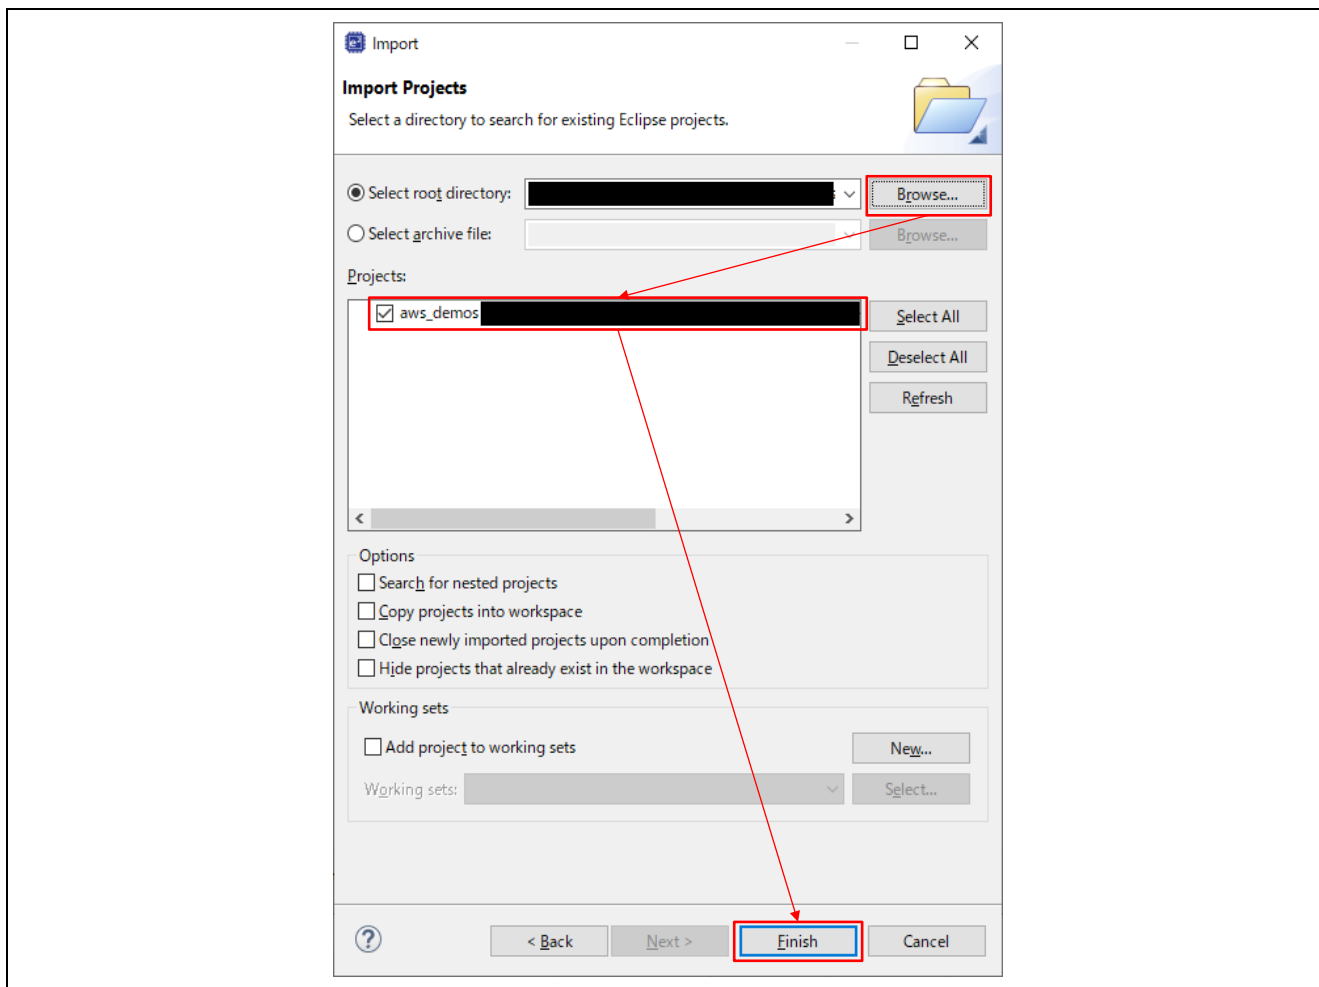 Import
Import Projects
Select a directory to search for existing Eclipse projects.
Select root directory:
Browse...
Select archive file:
Browse...
Projects:
aws_demos
Select All
Deselect All
Refresh
Options
Search for nested projects
Copy projects into workspace
Close newly imported projects upon completion
Hide projects that already exist in the workspace
Working sets
Add project to working sets
New...
Working sets:
Select...
< Back
Next >
Finish
Cancel